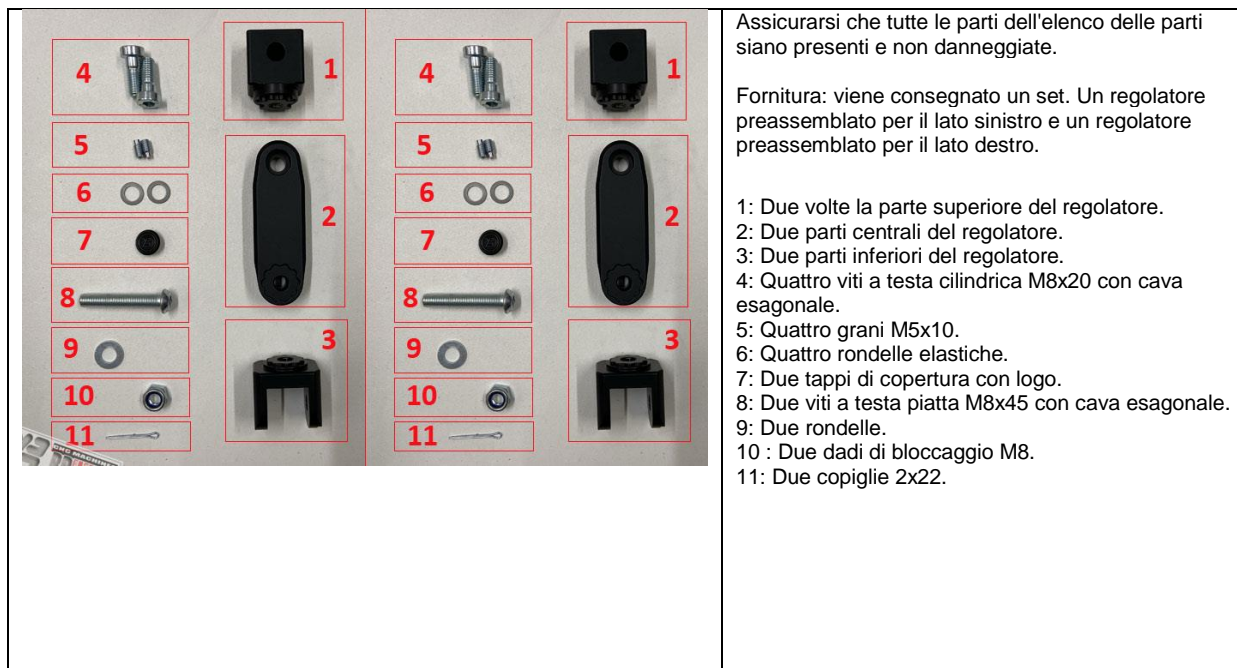 4
1
5
6
2
7
8
9
3
10
11
4
1
5
6
2
7
8
9
3
10
11
CNC MACHINE
Assicurarsi che tutte le parti dell'elenco delle parti
siano presenti e non danneggiate.
Fornitura: viene consegnato un set. Un regolatore
preassemblato per il lato sinistro e un regolatore
preassemblato per il lato destro.
1: Due volte la parte superiore del regolatore.
2: Due parti centrali del regolatore.
3: Due parti inferiori del regolatore.
4: Quattro viti a testa cilindrica M8x20 con cava
esagonale.
5: Quattro grani M5x10.
6: Quattro rondelle elastiche.
7: Due tappi di copertura con logo.
8: Due viti a testa piatta M8x45 con cava esagonale.
9: Due rondelle.
10 : Due dadi di bloccaggio M8.
11: Due copiglie 2x22.